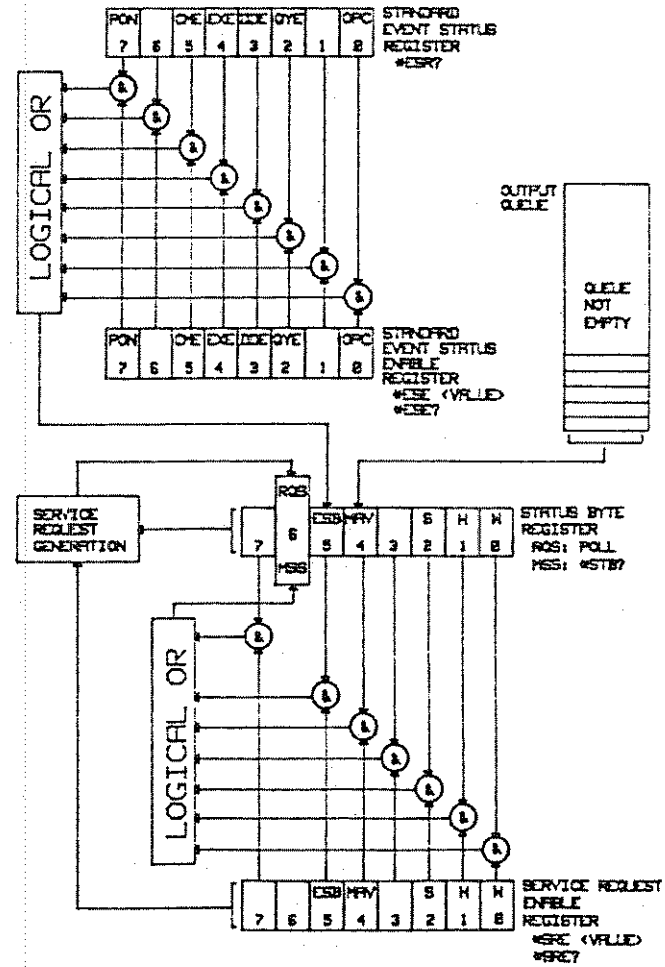 PON CME EXE DDE QYE OPC
7 6 5 4 3 2 1 0
STANDARD
EVENT STATUS
REGISTER
*ESR?
LOGICAL OR
& & & & & & & &
OUTPUT
QUEUE
QUEUE
NOT
EMPTY
PON CME EXE DDE QYE OPC
7 6 5 4 3 2 1 0
STANDARD
EVENT STATUS
ENABLE
REGISTER
*ESE <VALUE>
*ESE?
SERVICE
REQUEST
GENERATION
RQS
6
MSS
ESB MAV S H W
7 5 4 3 2 1 0
STATUS BYTE
REGISTER
RQS: POLL
MSS: *STB?
LOGICAL OR
& & & & & & &
ESB MAV S H W
7 6 5 4 3 2 1 0
SERVICE REQUEST
ENABLE
REGISTER
*SRE <VALUE>
*SRE?